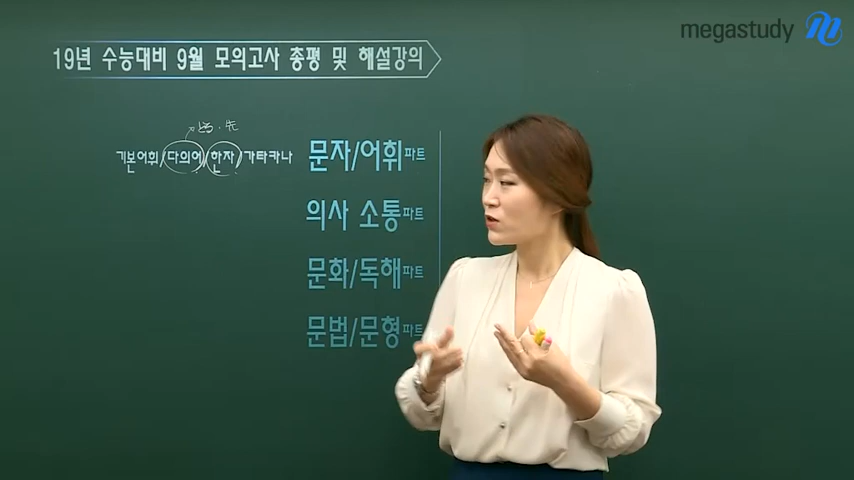 megastudy
19년 수능대비 9월 모의고사 총평 및 해설강의
先
기본어휘/다의어/한자/가타카나
문자/어휘파트
의사 소통파트
문화/독해파트
문법/문형파트